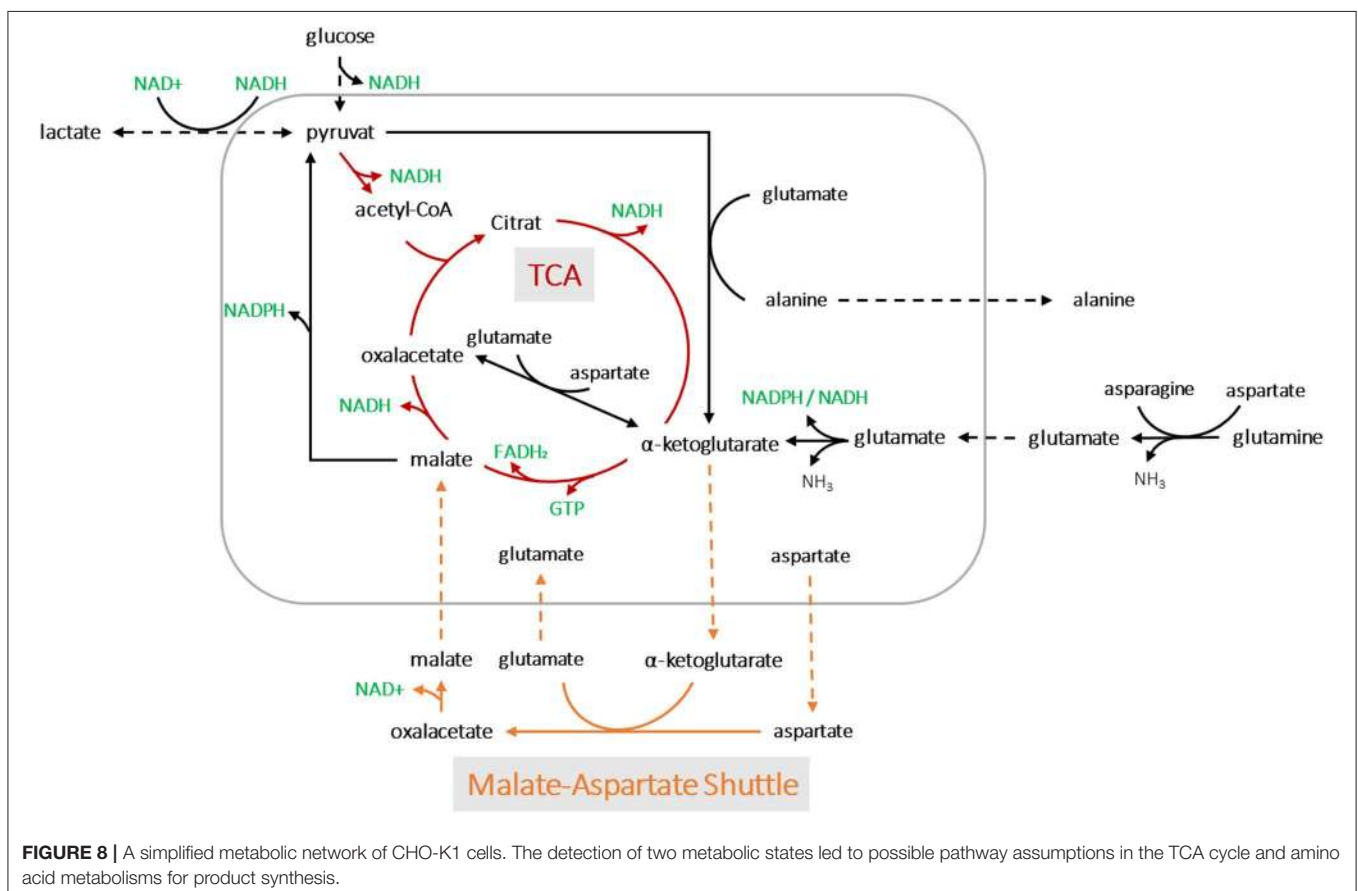 glucose
NAD+ NADH NADH
lactate pyruvat
NADH
acetyl-CoA Citrat NADH glutamate
TCA
NADPH alanine alanine
oxalacetate glutamate
aspartate
NADH NADPH / NADH asparagine aspartate
malate FADH₂ α-ketoglutarate glutamate glutamate glutamine
GTP NH₃ NH₃
glutamate aspartate
malate glutamate α-ketoglutarate
NAD+
oxalacetate aspartate
Malate-Aspartate Shuttle
FIGURE 8 | A simplified metabolic network of CHO-K1 cells. The detection of two metabolic states led to possible pathway assumptions in the TCA cycle and amino
acid metabolisms for product synthesis.